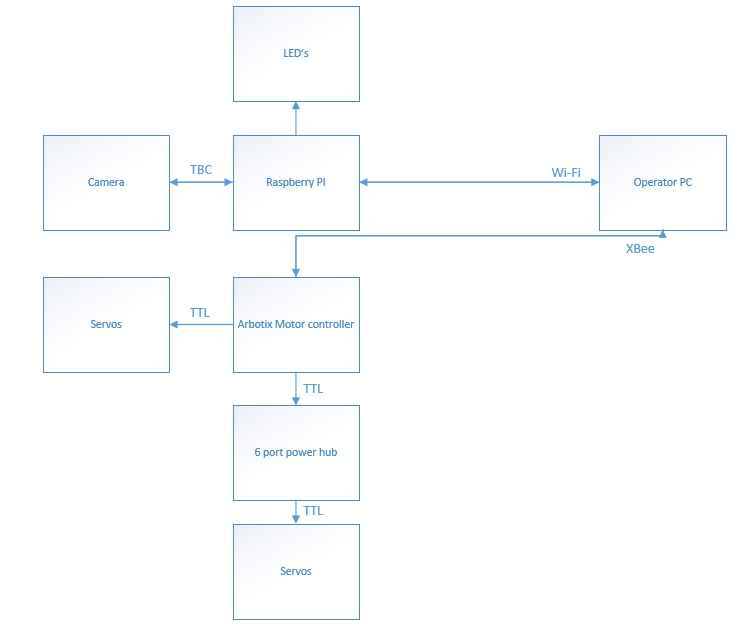 LED's
TBC
Wi-Fi
Camera
Raspberry PI
Operator PC
XBee
TTL
Servos
Arbotix Motor controller
TTL
6 port power hub
TTL
Servos